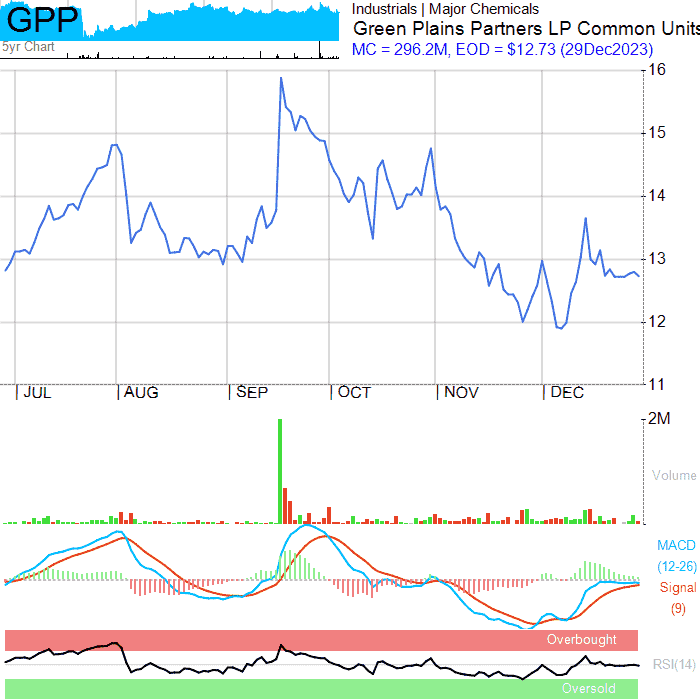 GPP
5yr Chart
Industrials | Major Chemicals
Green Plains Partners LP Common Units
MC = 296.2M, EOD = $12.73 (29Dec2023)
16
15
14
13
12
11
JUL AUG SEP OCT NOV DEC
2M
Volume
MACD
(12-26)
Signal
(9)
Overbought
RSI(14)
Oversold